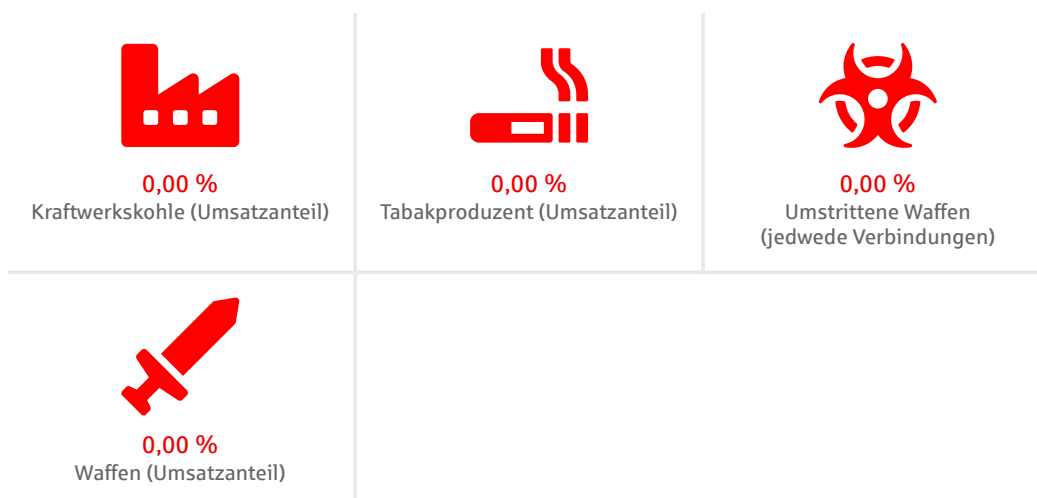 0,00 %
Kraftwerkskohle (Umsatzanteil)
0,00 %
Tabakproduzent (Umsatzanteil)
0,00 %
Umstrittene Waffen
(jedwede Verbindungen)
0,00 %
Waffen (Umsatzanteil)